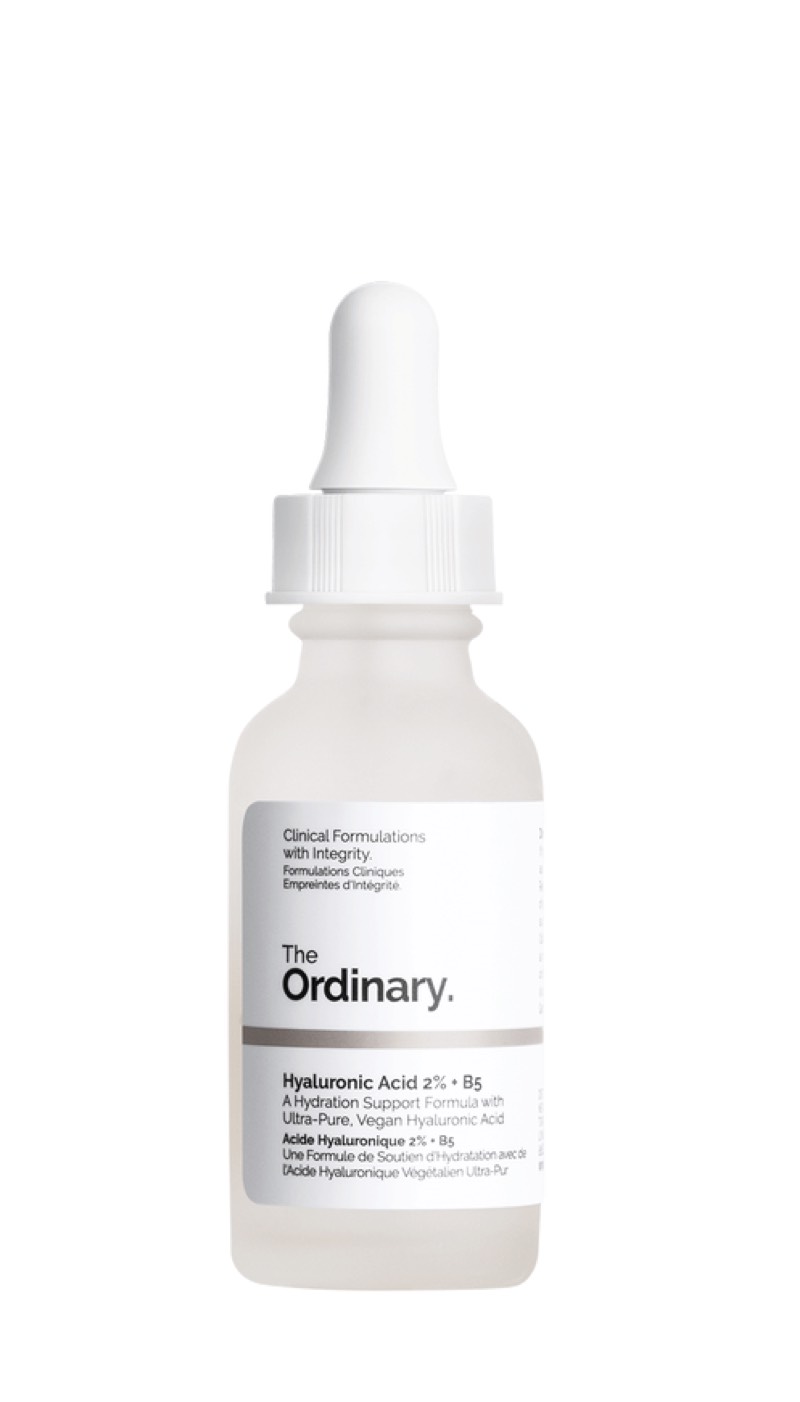 Clinical Formulations
with Integrity.
Formulations Cliniques
Empreintes d'Intégrité.
The
Ordinary.
Hyaluronic Acid 2% + B5
A Hydration Support Formula with
Ultra-Pure, Vegan Hyaluronic Acid
Acide Hyaluronique 2% + B5
Une Formule de Soutien d'Hydratation avec de
l'Acide Hyaluronique Végétalien Ultra-Pur